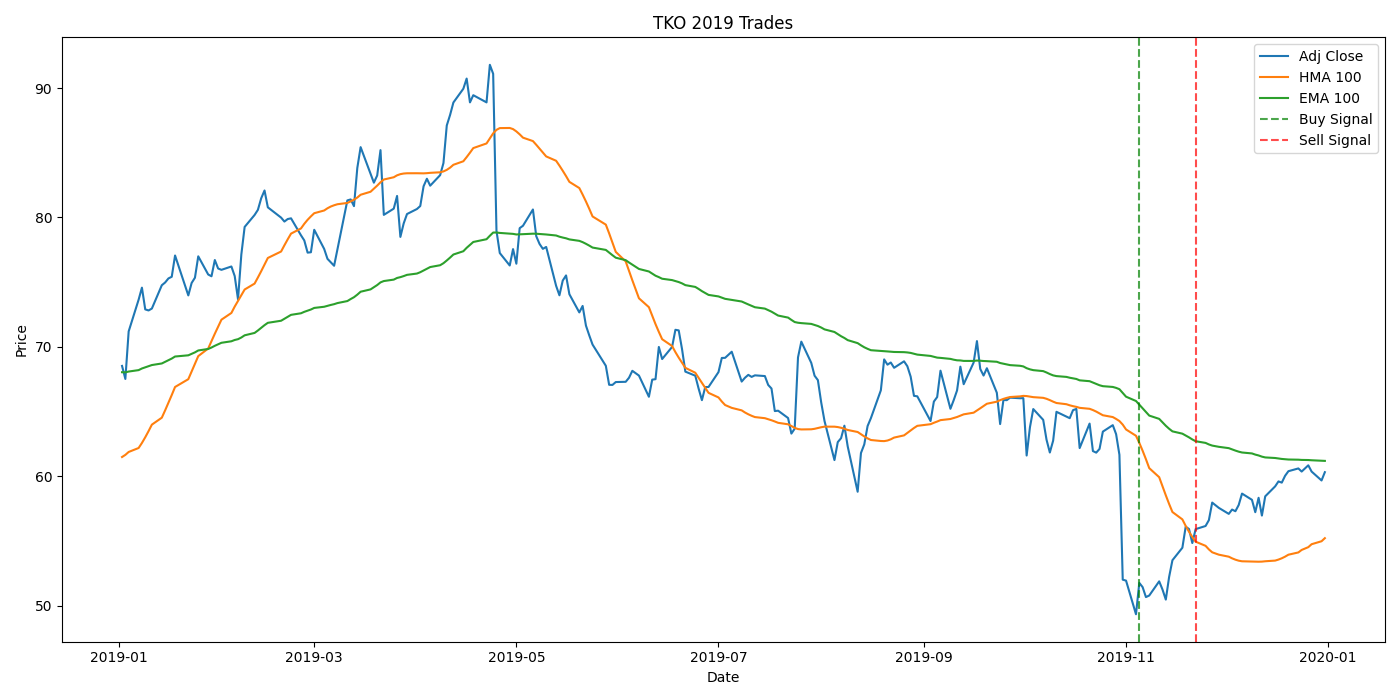 TKO 2019 Trades
Adj Close
HMA 100
EMA 100
Buy Signal
Sell Signal
Price
90
80
70
60
50
2019-01
2019-03
2019-05
2019-07
2019-09
2019-11
2020-01
Date